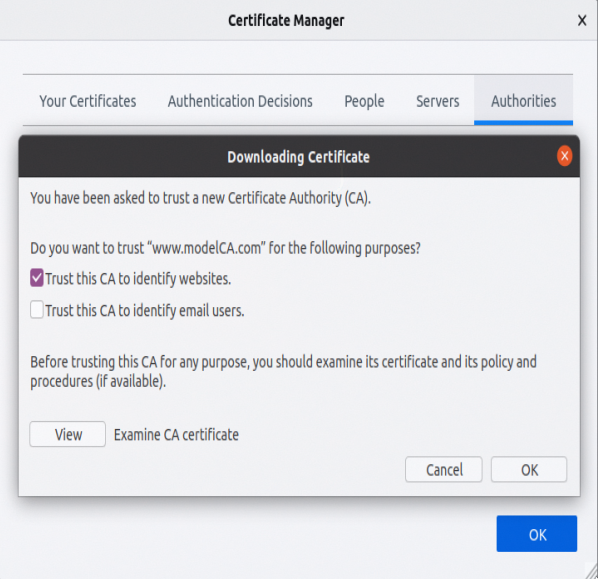 Certificate Manager
Your Certificates Authentication Decisions People Servers Authorities
Downloading Certificate
You have been asked to trust a new Certificate Authority (CA).
Do you want to trust “www.modelCA.com” for the following purposes?
Trust this CA to identify websites.
Trust this CA to identify email users.
Before trusting this CA for any purpose, you should examine its certificate and its policy and
procedures (if available).
View Examine CA certificate
Cancel OK
OK